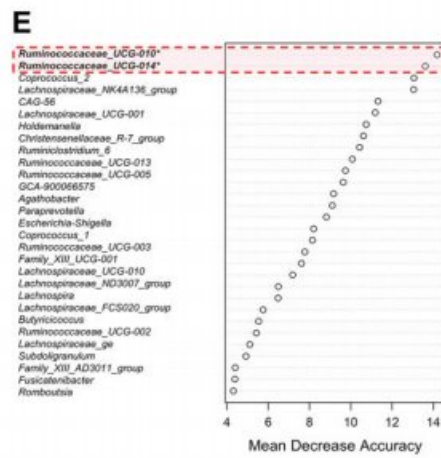 E
Ruminococcaceae_UCG-010*
Ruminococcaceae_UCG-014*
Coprococcus_2
Lachnospiraceae_NK4A136_group
CAG-56
Lachnospiraceae_UCG-001
Holdemanella
Christensenellaceae_R-7_group
Ruminiclostridium_6
Ruminococcaceae_UCG-013
Ruminococcaceae_UCG-005
GCA-900066575
Agathobacter
Paraprevotella
Escherichia-Shigella
Coprococcus_1
Ruminococcaceae_UCG-003
Family_XIII_UCG-001
Lachnospiraceae_UCG-010
Lachnospiraceae_ND3007_group
Lachnospira
Lachnospiraceae_FCS020_group
Butyricicoccus
Ruminococcaceae_UCG-002
Lachnospiraceae_ge
Subdoligranulum
Family_XIII_AD3011_group
Fusicatenibacter
Romboutsia
4 6 8 10 12 14
Mean Decrease Accuracy